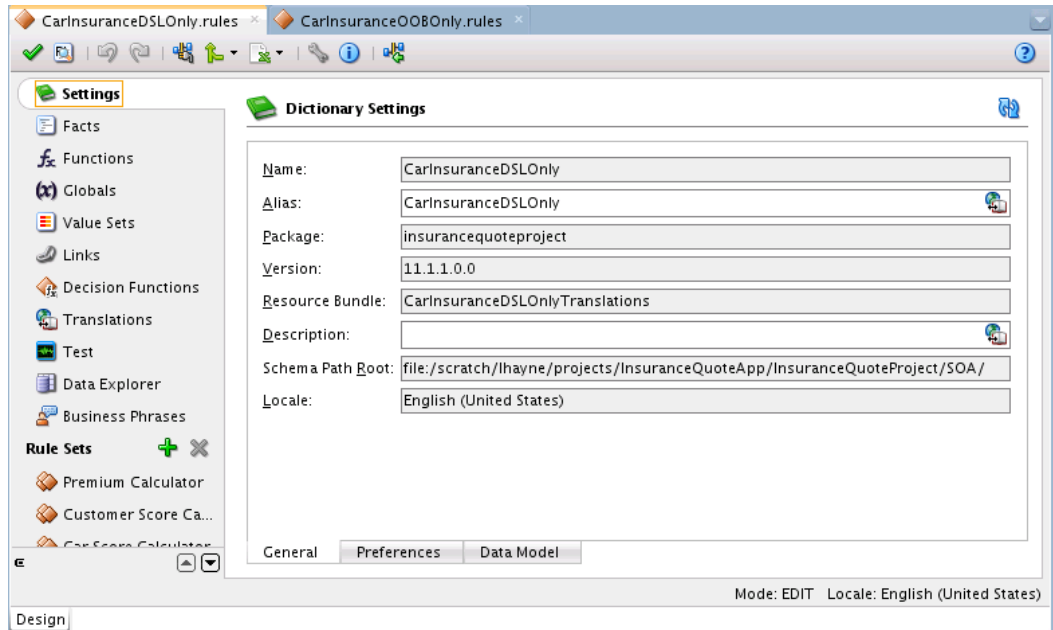 CarInsuranceDSLOnly.rules CarInsuranceOOBOnly.rules
Settings
Facts
Functions
Globals
Value Sets
Links
Decision Functions
Translations
Test
Data Explorer
Business Phrases
Rule Sets
Premium Calculator
Customer Score Ca...
Car Score Calculator
Dictionary Settings
Name: CarInsuranceDSLOnly
Alias: CarInsuranceDSLOnly
Package: insurancequoteproject
Version: 11.1.1.0.0
Resource Bundle: CarInsuranceDSLOnlyTranslations
Description:
Schema Path Root: file:/scratch/lhayne/projects/InsuranceQuoteApp/InsuranceQuoteProject/SOA/
Locale: English (United States)
General Preferences Data Model
Mode: EDIT Locale: English (United States)
Design